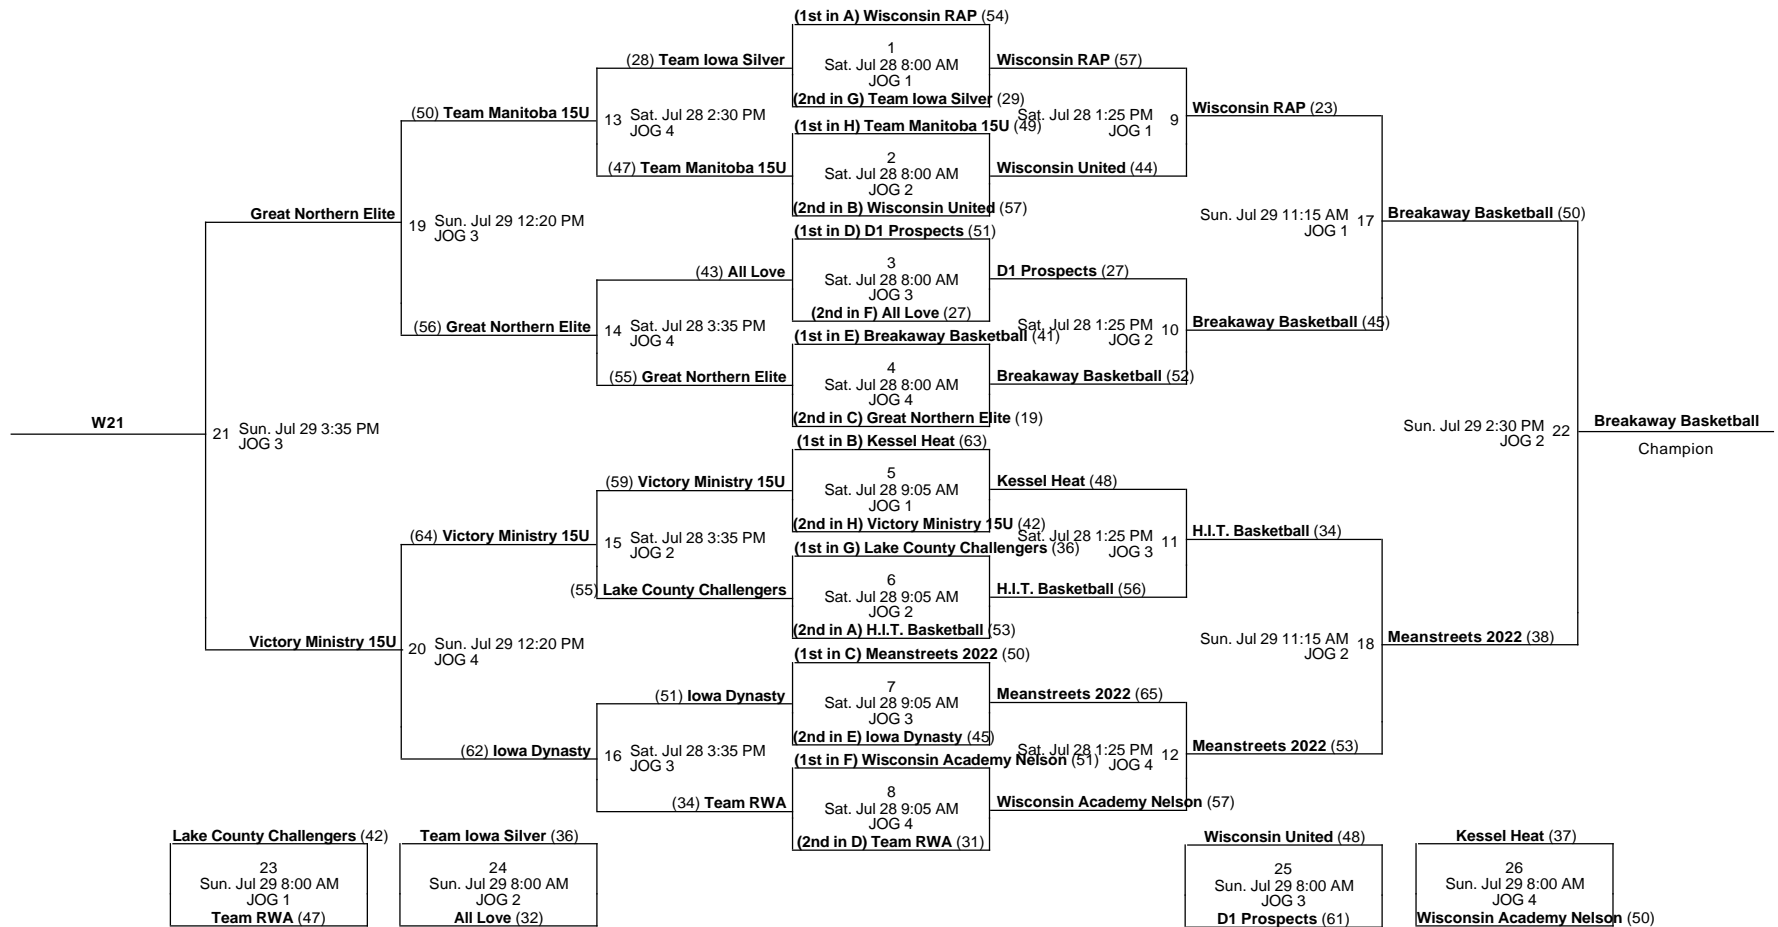 (1st in A) Wisconsin RAP (54)
1
Sat. Jul 28 8:00 AM
JOG 1
(2nd in G) Team Iowa Silver (29)
(1st in H) Team Manitoba 15U (49)
2
Sat. Jul 28 8:00 AM
JOG 2
(2nd in B) Wisconsin United (57)
(1st in D) D1 Prospects (51)
3
Sat. Jul 28 8:00 AM
JOG 3
(2nd in F) All Love (27)
(1st in E) Breakaway Basketball (41)
4
Sat. Jul 28 8:00 AM
JOG 4
(2nd in C) Great Northern Elite (19)
(1st in B) Kessel Heat (63)
5
Sat. Jul 28 9:05 AM
JOG 1
(2nd in H) Victory Ministry 15U (42)
(1st in G) Lake County Challengers (36)
6
Sat. Jul 28 9:05 AM
JOG 2
(2nd in A) H.I.T. Basketball (53)
(1st in C) Meanstreets 2022 (50)
7
Sat. Jul 28 9:05 AM
JOG 3
(2nd in E) Iowa Dynasty (45)
(1st in F) Wisconsin Academy Nelson (51)
8
Sat. Jul 28 9:05 AM
JOG 4
(2nd in D) Team RWA (31)
(28) Team Iowa Silver
13 Sat. Jul 28 2:30 PM
JOG 4
(47) Team Manitoba 15U
(43) All Love
14 Sat. Jul 28 3:35 PM
JOG 4
(55) Great Northern Elite
(59) Victory Ministry 15U
15 Sat. Jul 28 3:35 PM
JOG 2
(55) Lake County Challengers
(51) Iowa Dynasty
16 Sat. Jul 28 3:35 PM
JOG 3
(34) Team RWA
(50) Team Manitoba 15U
19 Sun. Jul 29 12:20 PM
JOG 3
(56) Great Northern Elite
(64) Victory Ministry 15U
20 Sun. Jul 29 12:20 PM
JOG 4
(62) Iowa Dynasty
Great Northern Elite
21 Sun. Jul 29 3:35 PM
JOG 3
Victory Ministry 15U
W21
Wisconsin RAP (57)
Sat. Jul 28 1:25 PM 9
JOG 1
Wisconsin United (44)
D1 Prospects (27)
Sat. Jul 28 1:25 PM 10
JOG 2
Breakaway Basketball (52)
Kessel Heat (48)
Sat. Jul 28 1:25 PM 11
JOG 3
H.I.T. Basketball (56)
Meanstreets 2022 (65)
Sat. Jul 28 1:25 PM 12
JOG 4
Wisconsin Academy Nelson (57)
Wisconsin RAP (23)
Sun. Jul 29 11:15 AM 17
JOG 1
Breakaway Basketball (45)
H.I.T. Basketball (34)
Sun. Jul 29 11:15 AM 18
JOG 2
Meanstreets 2022 (53)
Breakaway Basketball (50)
Sun. Jul 29 2:30 PM 22
JOG 2
Meanstreets 2022 (38)
Breakaway Basketball
Champion
Lake County Challengers (42)
23
Sun. Jul 29 8:00 AM
JOG 1
Team RWA (47)
Team Iowa Silver (36)
24
Sun. Jul 29 8:00 AM
JOG 2
All Love (32)
Wisconsin United (48)
25
Sun. Jul 29 8:00 AM
JOG 3
D1 Prospects (61)
Kessel Heat (37)
26
Sun. Jul 29 8:00 AM
JOG 4
Wisconsin Academy Nelson (50)